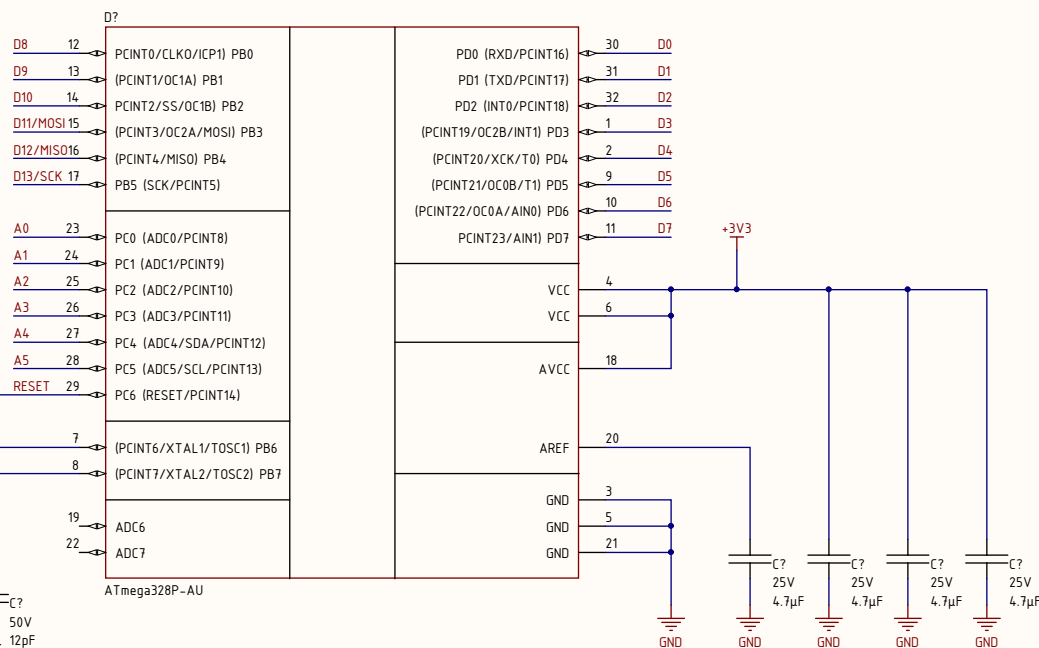 D?
D8 12 PCINT0/CLKO/ICP1) PB0
D9 13 (PCINT1/OC1A) PB1
D10 14 PCINT2/SS/OC1B) PB2
D11/MOSI 15 (PCINT3/OC2A/MOSI) PB3
D12/MISO 16 (PCINT4/MISO) PB4
D13/SCK 17 PB5 (SCK/PCINT5)
A0 23 PC0 (ADC0/PCINT8)
A1 24 PC1 (ADC1/PCINT9)
A2 25 PC2 (ADC2/PCINT10)
A3 26 PC3 (ADC3/PCINT11)
A4 27 PC4 (ADC4/SDA/PCINT12)
A5 28 PC5 (ADC5/SCL/PCINT13)
RESET 29 PC6 (RESET/PCINT14)
7 (PCINT6/XTAL1/TOSC1) PB6
8 (PCINT7/XTAL2/TOSC2) PB7
19 ADC6
22 ADC7
ATmega328P-AU
PD0 (RXD/PCINT16) 30 D0
PD1 (TXD/PCINT17) 31 D1
PD2 (INT0/PCINT18) 32 D2
(PCINT19/OC2B/INT1) PD3 1 D3
(PCINT20/XCK/T0) PD4 2 D4
(PCINT21/OC0B/T1) PD5 9 D5
(PCINT22/OC0A/AIN0) PD6 10 D6
PCINT23/AIN1) PD7 11 D7
VCC 4
VCC 6
AVCC 18
AREF 20
GND 3
GND 5
GND 21
+3V3
C?
25V
4.7µF
C?
25V
4.7µF
C?
25V
4.7µF
C?
25V
4.7µF
GND
GND
GND
GND
GND
C?
50V
12pF